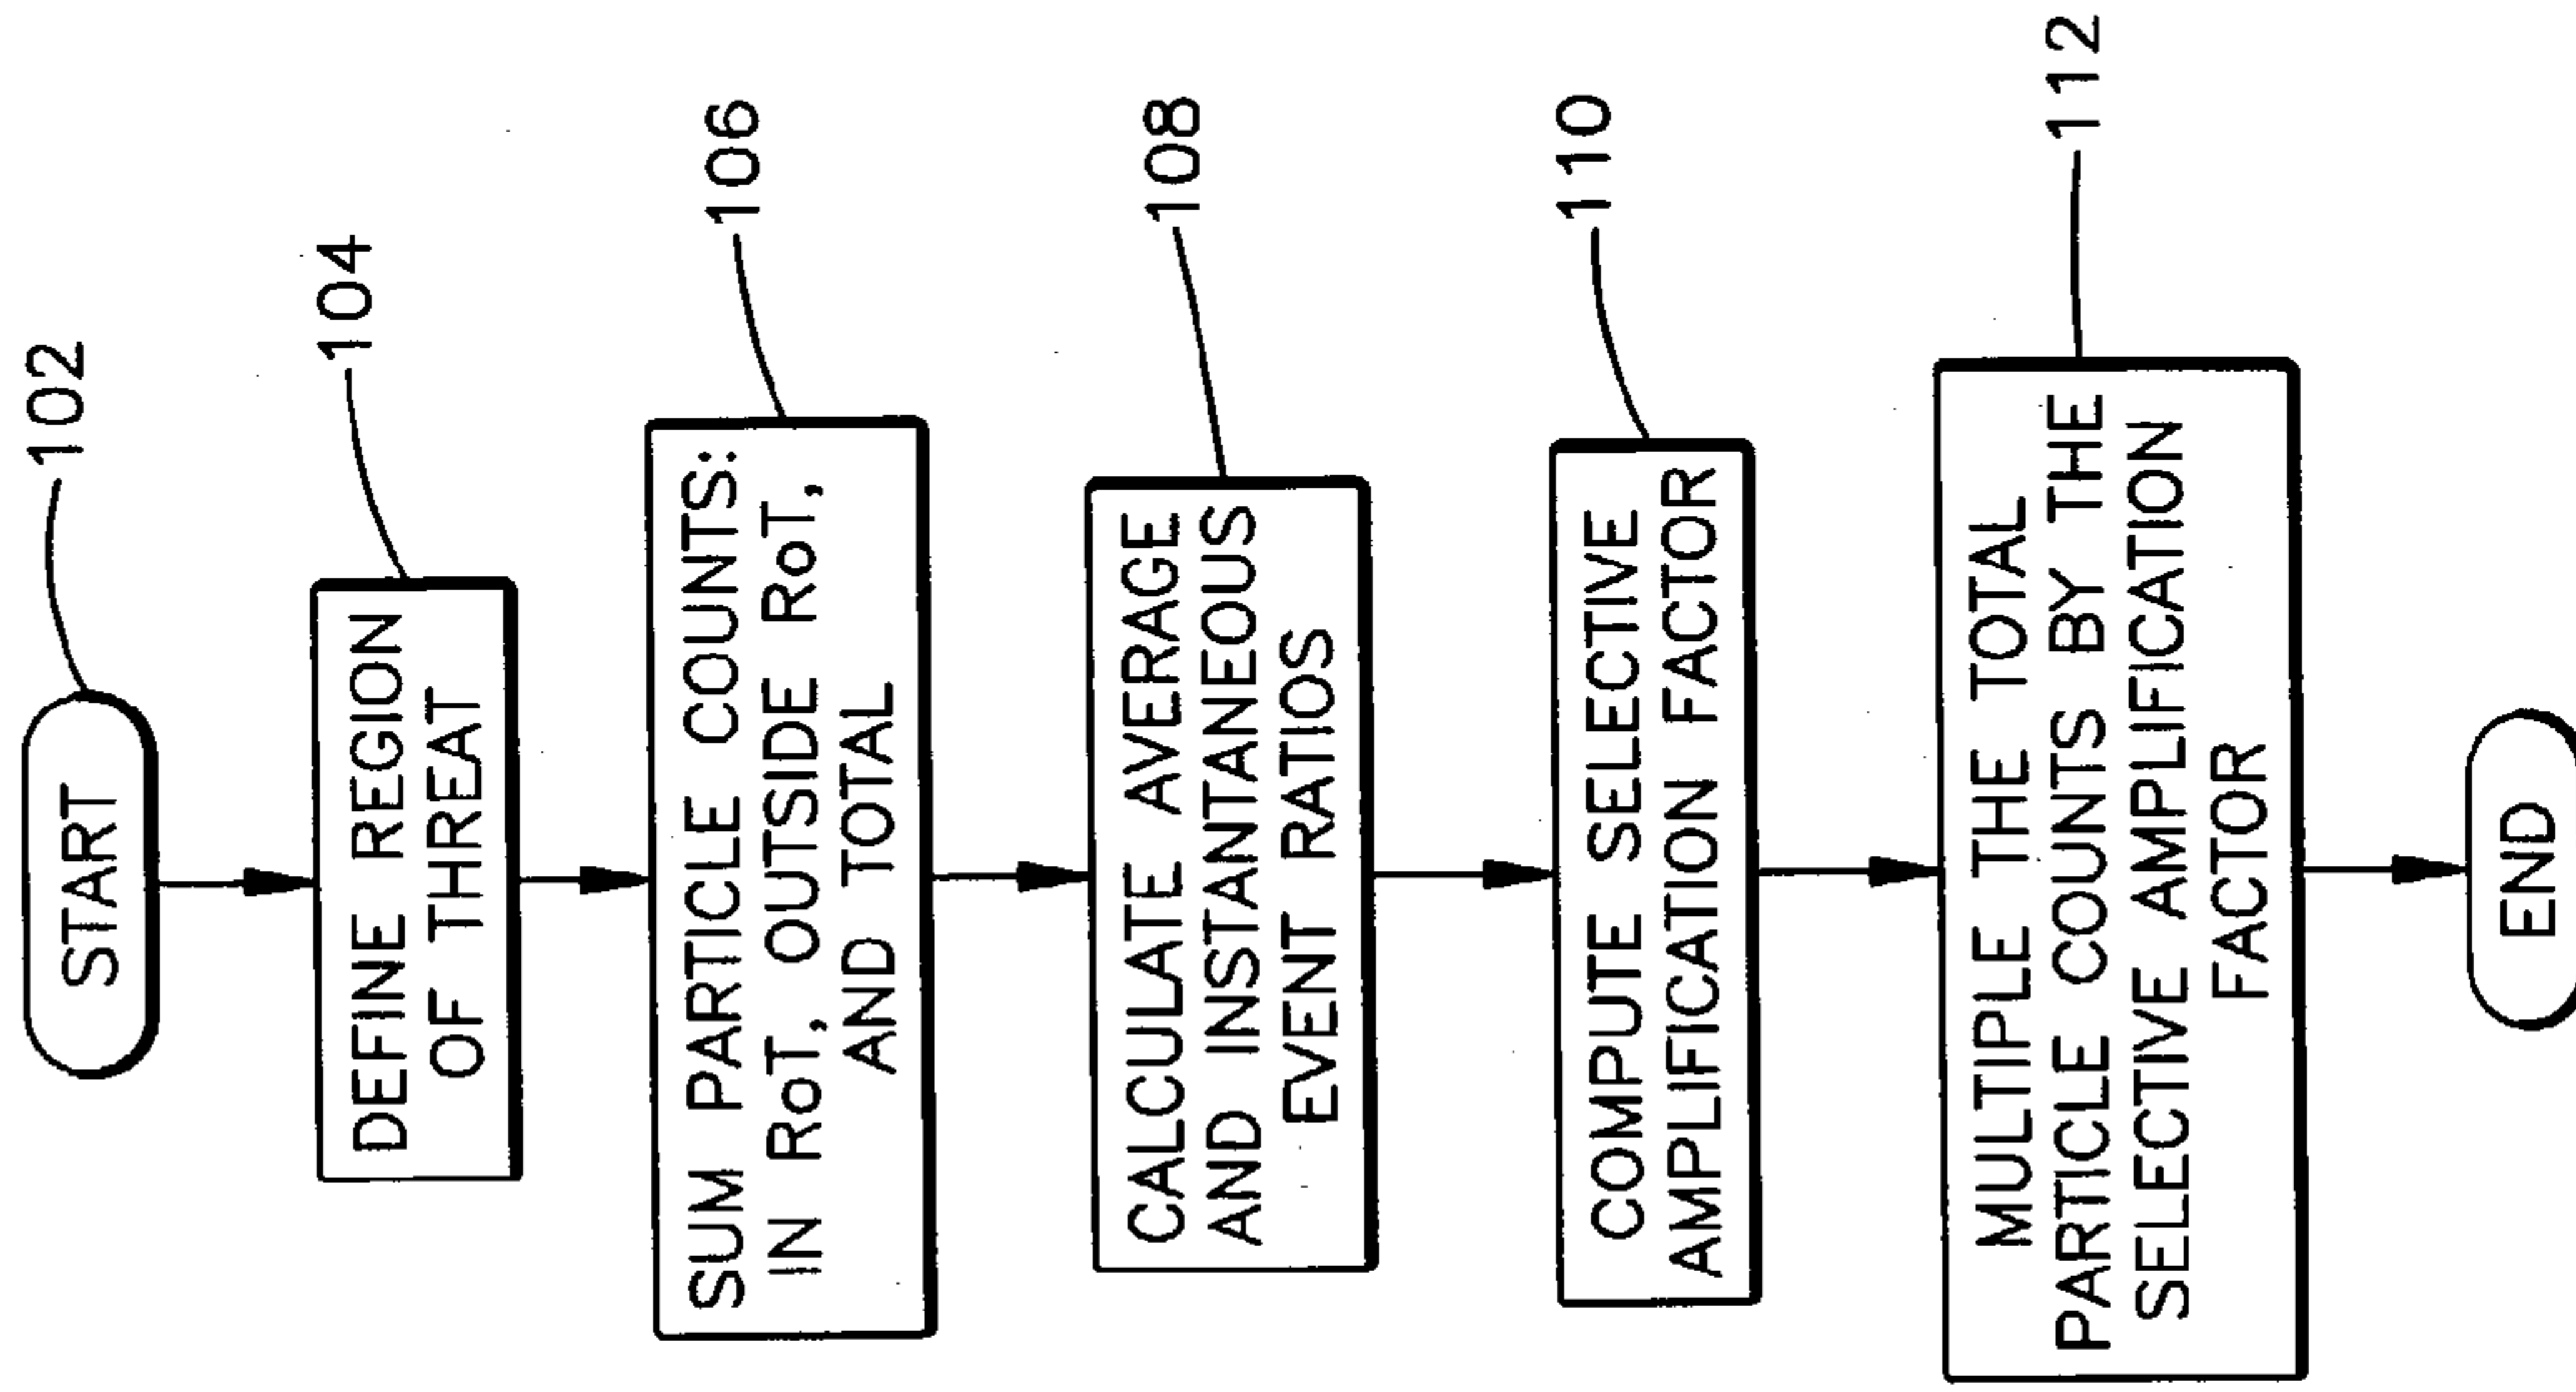 START
102
DEFINE REGION
OF THREAT
104
SUM PARTICLE COUNTS:
IN RoT, OUTSIDE RoT,
AND TOTAL
106
CALCULATE AVERAGE
AND INSTANTANEOUS
EVENT RATIOS
108
COMPUTE SELECTIVE
AMPLIFICATION FACTOR
110
MULTIPLE THE TOTAL
PARTICLE COUNTS BY THE
SELECTIVE AMPLIFICATION
FACTOR
112
END